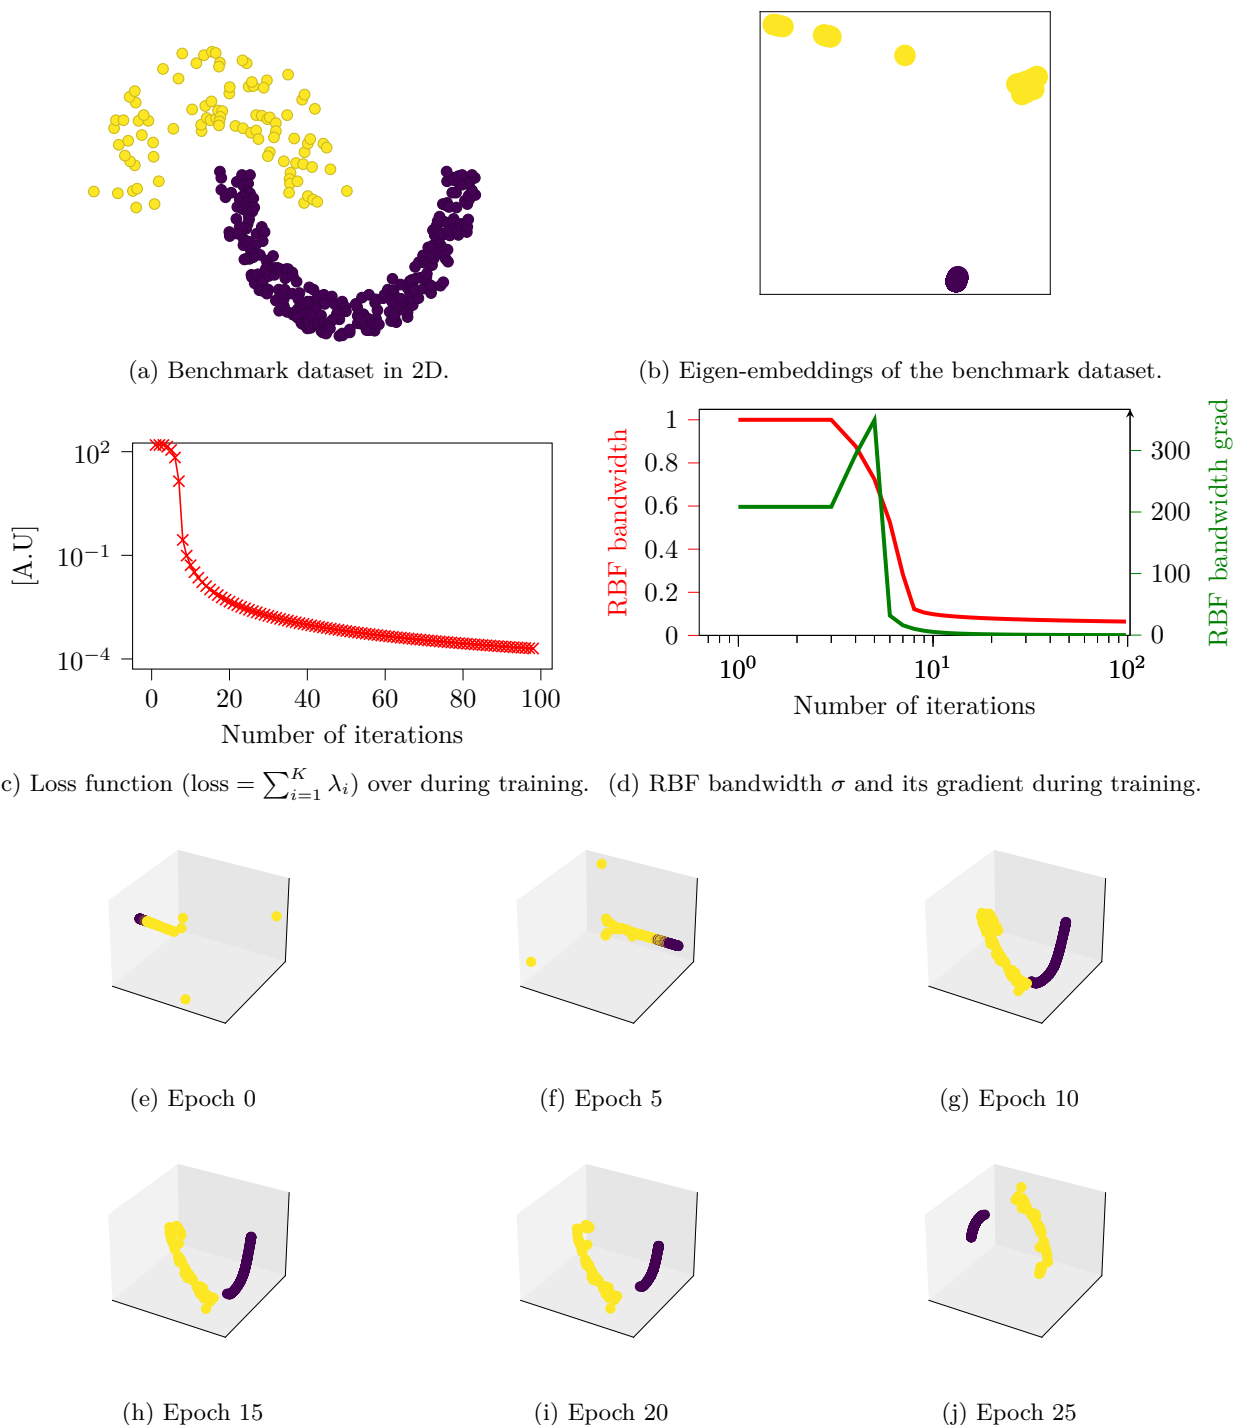 (a) Benchmark dataset in 2D.
(b) Eigen-embeddings of the benchmark dataset.
10^2
10^−1
10^−4
[A.U]
0 20 40 60 80 100
Number of iterations
1
0.8
0.6
0.4
0.2
0
RBF bandwidth
300
200
100
0
RBF bandwidth grad
10^0 10^1 10^2
Number of iterations
c) Loss function (loss = ∑_{i=1}^{K} λ_i) over during training.
(d) RBF bandwidth σ and its gradient during training.
(e) Epoch 0
(f) Epoch 5
(g) Epoch 10
(h) Epoch 15
(i) Epoch 20
(j) Epoch 25